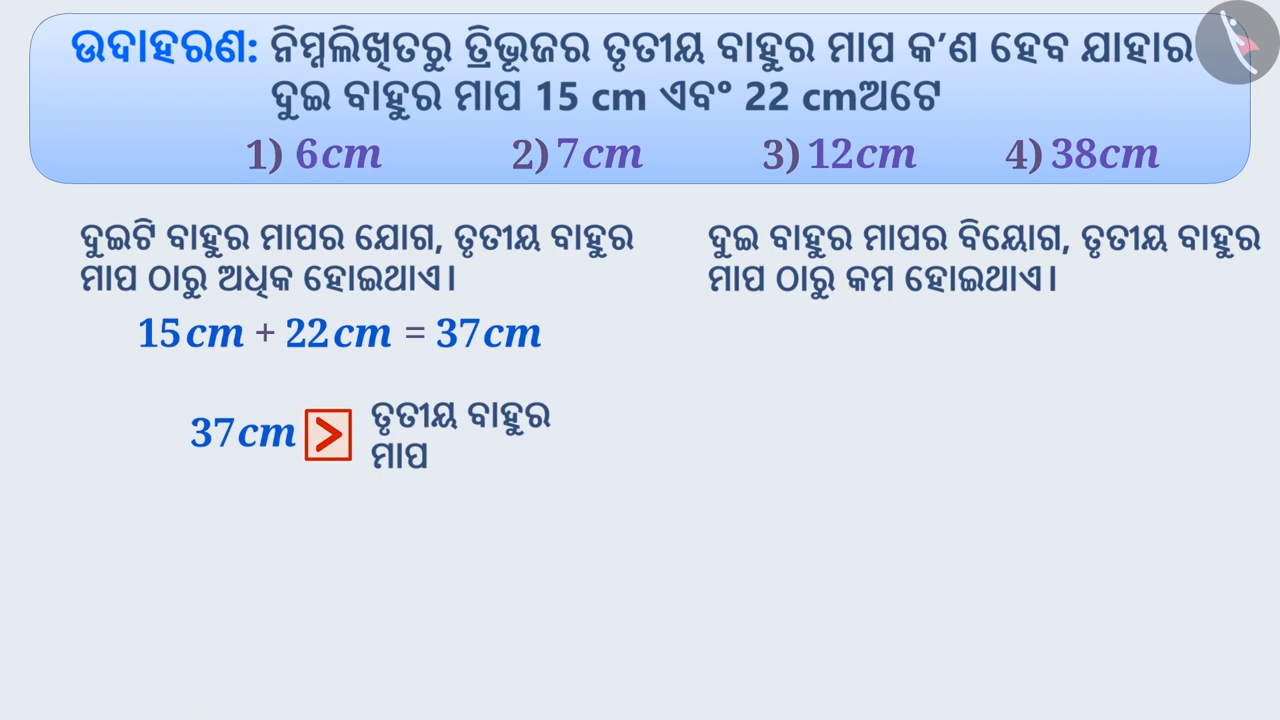 ଉଦାହରଣ: ନିମ୍ନଲିଖିତରୁ ତ୍ରିଭୂଜର ତୃତୀୟ ବାହୁର ମାପ କ’ଣ ହେବ ଯାହାର
ଦୁଇ ବାହୁର ମାପ 15 cm ଏବଂ 22 cmଅଟେ
1) 6cm 2) 7cm 3) 12cm 4) 38cm
ଦୁଇଟି ବାହୁର ମାପର ଯୋଗ, ତୃତୀୟ ବାହୁର
ମାପ ଠାରୁ ଅଧିକ ହୋଇଥାଏ।
15cm + 22cm = 37cm
37cm > ତୃତୀୟ ବାହୁର
ମାପ
ଦୁଇ ବାହୁର ମାପର ବିୟୋଗ, ତୃତୀୟ ବାହୁର
ମାପ ଠାରୁ କମ ହୋଇଥାଏ।